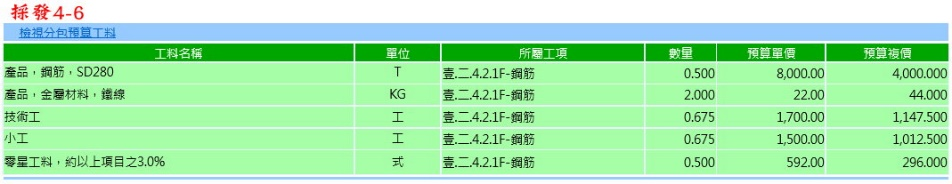 採發4-6
檢視分包預算工料
工料名稱 單位 所屬工項 數量 預算單價 預算複價
產品，鋼筋，SD280 T 壹.二.4.2.1F-鋼筋 0.500 8,000.00 4,000.000
產品，金屬材料，鐵線 KG 壹.二.4.2.1F-鋼筋 2.000 22.00 44.000
技術工 工 壹.二.4.2.1F-鋼筋 0.675 1,700.00 1,147.500
小工 工 壹.二.4.2.1F-鋼筋 0.675 1,500.00 1,012.500
零星工料，約以上項目之3.0% 式 壹.二.4.2.1F-鋼筋 0.500 592.00 296.000